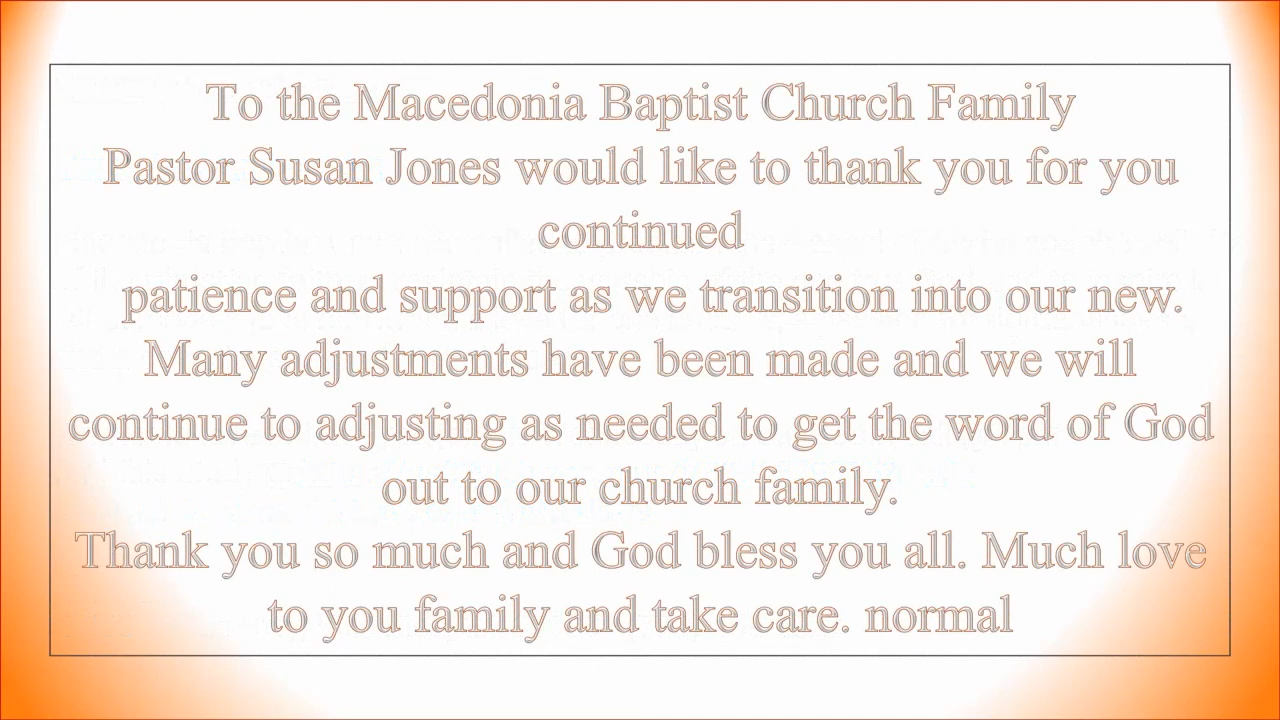 To the Macedonia Baptist Church Family
Pastor Susan Jones would like to thank you for you
continued
patience and support as we transition into our new.
Many adjustments have been made and we will
continue to adjusting as needed to get the word of God
out to our church family.
Thank you so much and God bless you all. Much love
to you family and take care. normal